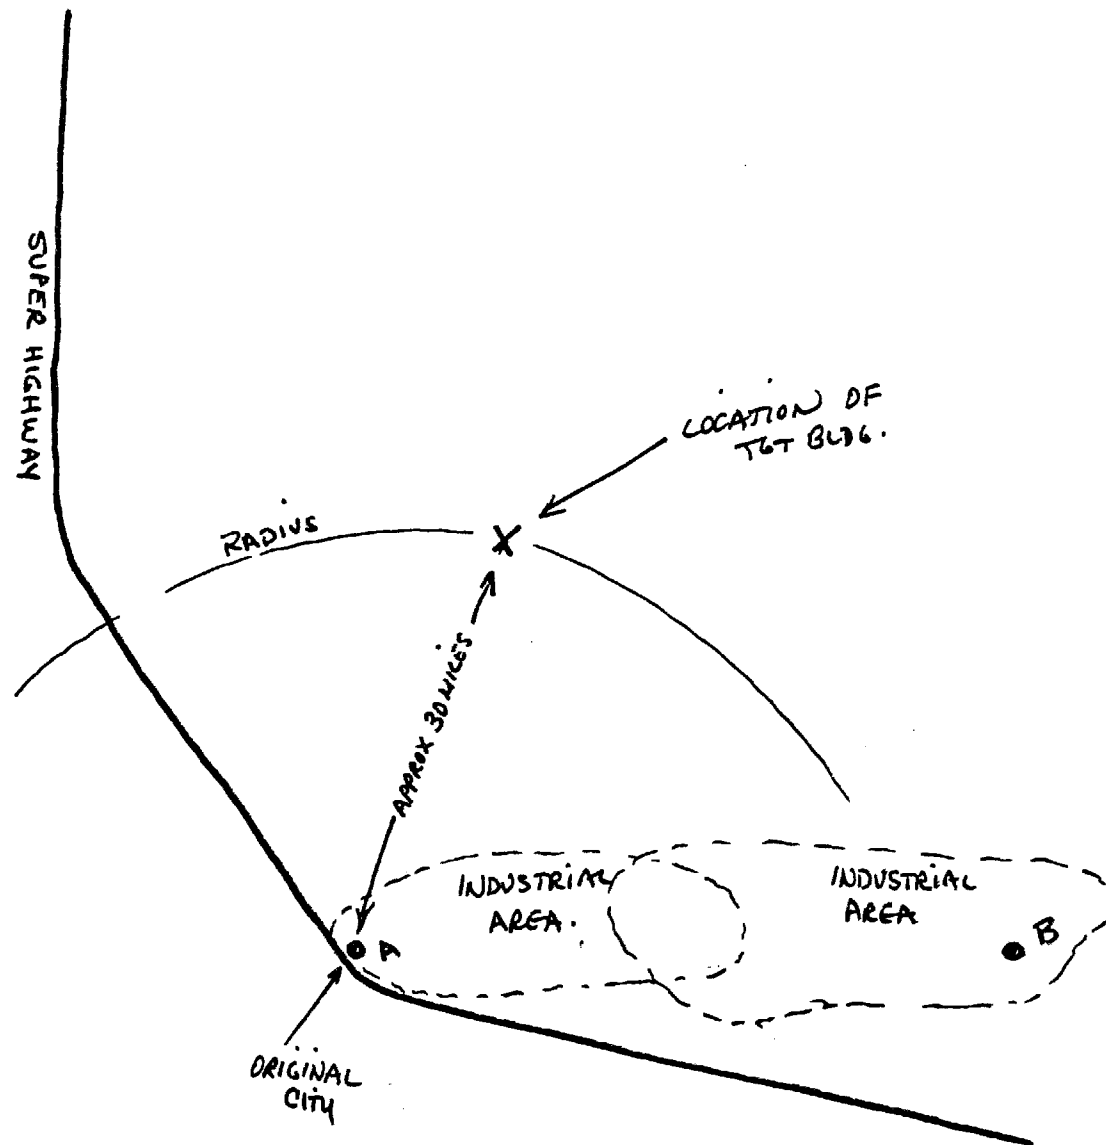 SUPER HIGHWAY
LOCATION OF
TGT BLDG.
RADIUS
X
APPROX 30 MILES
INDUSTRIAL
AREA.
INDUSTRIAL
AREA
A
B
ORIGINAL
CITY